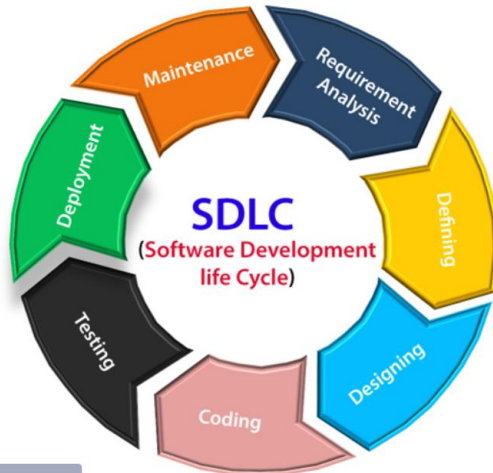 SDLC
(Software Development
life Cycle)
Requirement
Analysis
Defining
Designing
Coding
Testing
Deployment
Maintenance